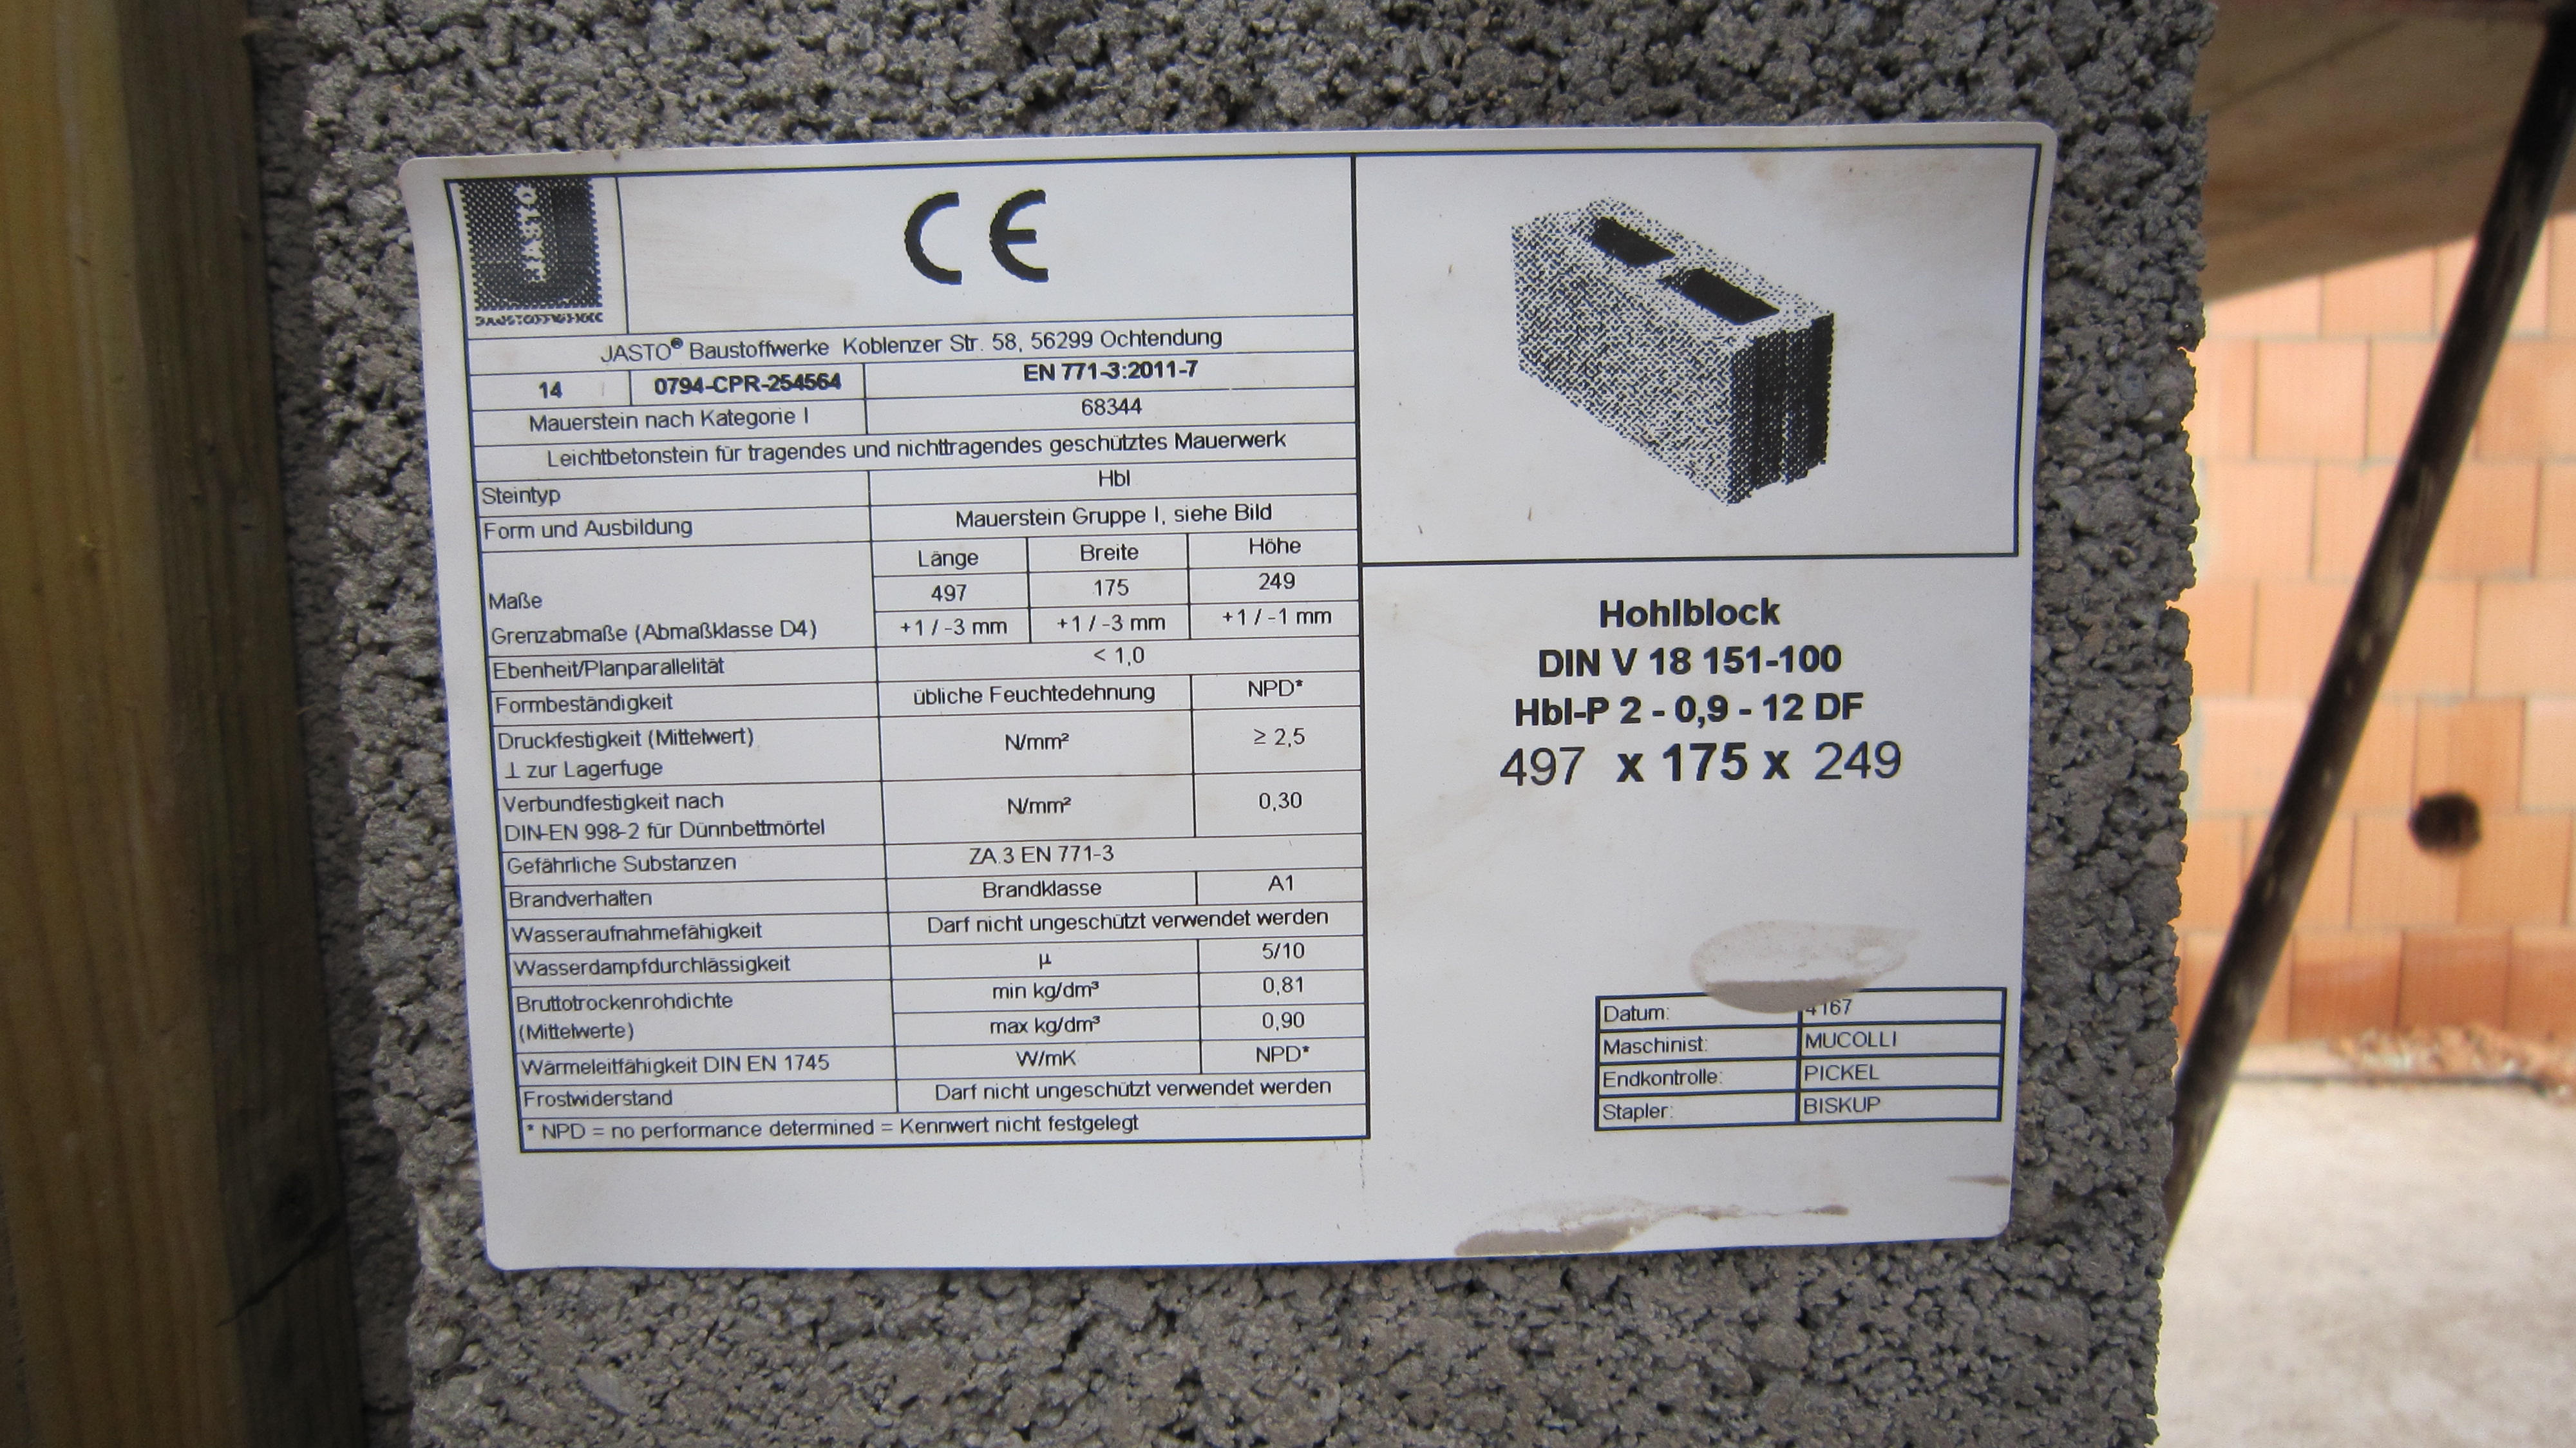 JASTO
CE
JASTO® Baustoffwerke Koblenzer Str. 58, 56299 Ochtendung
14 0794-CPR-254564 EN 771-3:2011-7
Mauerstein nach Kategorie I 68344
Leichtbetonstein für tragendes und nichttragendes geschütztes Mauerwerk
Steintyp Hbl
Form und Ausbildung Mauerstein Gruppe I, siehe Bild
Länge Breite Höhe
Maße 497 175 249
Grenzabmaße (Abmaßklasse D4) +1 / -3 mm +1 / -3 mm +1 / -1 mm
Ebenheit/Planparallelität < 1,0
Formbeständigkeit übliche Feuchtedehnung NPD*
Druckfestigkeit (Mittelwert) N/mm² ≥ 2,5
⊥ zur Lagerfuge
Verbundfestigkeit nach N/mm² 0,30
DIN-EN 998-2 für Dünnbettmörtel
Gefährliche Substanzen ZA.3 EN 771-3
Brandverhalten Brandklasse A1
Wasseraufnahmefähigkeit Darf nicht ungeschützt verwendet werden
Wasserdampfdurchlässigkeit µ 5/10
Bruttotrockenrohdichte min kg/dm³ 0,81
(Mittelwerte) max kg/dm³ 0,90
Wärmeleitfähigkeit DIN EN 1745 W/mK NPD*
Frostwiderstand Darf nicht ungeschützt verwendet werden
* NPD = no performance determined = Kennwert nicht festgelegt
Hohlblock
DIN V 18 151-100
Hbl-P 2 - 0,9 - 12 DF
497 x 175 x 249
Datum: 4167
Maschinist: MUCOLLI
Endkontrolle: PICKEL
Stapler: BISKUP